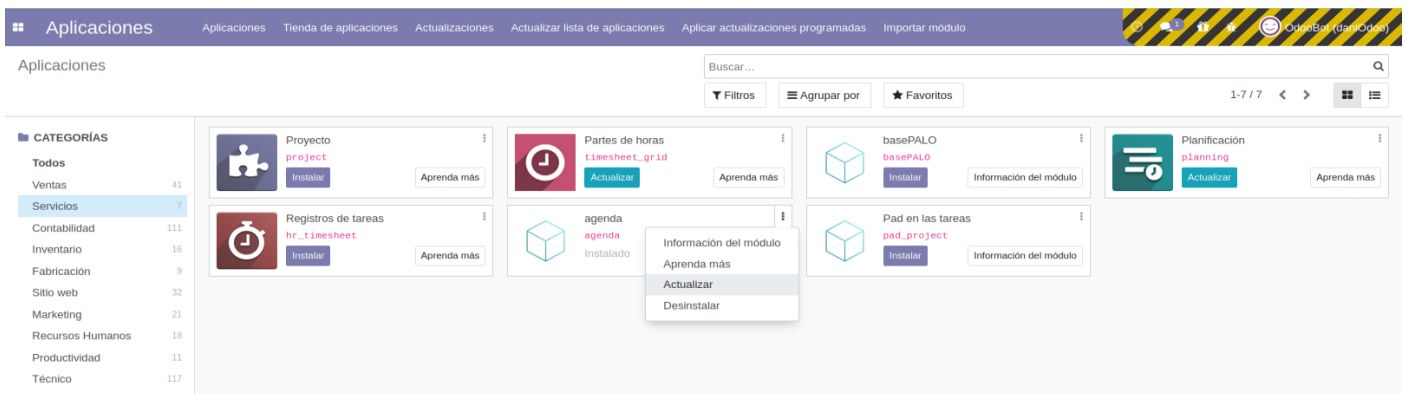 Aplicaciones Aplicaciones Tienda de aplicaciones Actualizaciones Actualizar lista de aplicaciones Aplicar actualizaciones programadas Importar módulo 1 OdooBot (daniOdoo)
Aplicaciones Buscar...
Filtros Agrupar por Favoritos 1-7 / 7
CATEGORÍAS
Todos
Ventas 41
Servicios 7
Contabilidad 111
Inventario 16
Fabricación 9
Sitio web 32
Marketing 21
Recursos Humanos 18
Productividad 11
Técnico 117
Proyecto
project
Instalar Aprenda más
Partes de horas
timesheet_grid
Actualizar Aprenda más
basePALO
basePALO
Instalar Información del módulo
Planificación
planning
Actualizar Aprenda más
Registros de tareas
hr_timesheet
Instalar Aprenda más
agenda
agenda
Instalado
Información del módulo
Aprenda más
Actualizar
Desinstalar
Pad en las tareas
pad_project
Instalar Información del módulo